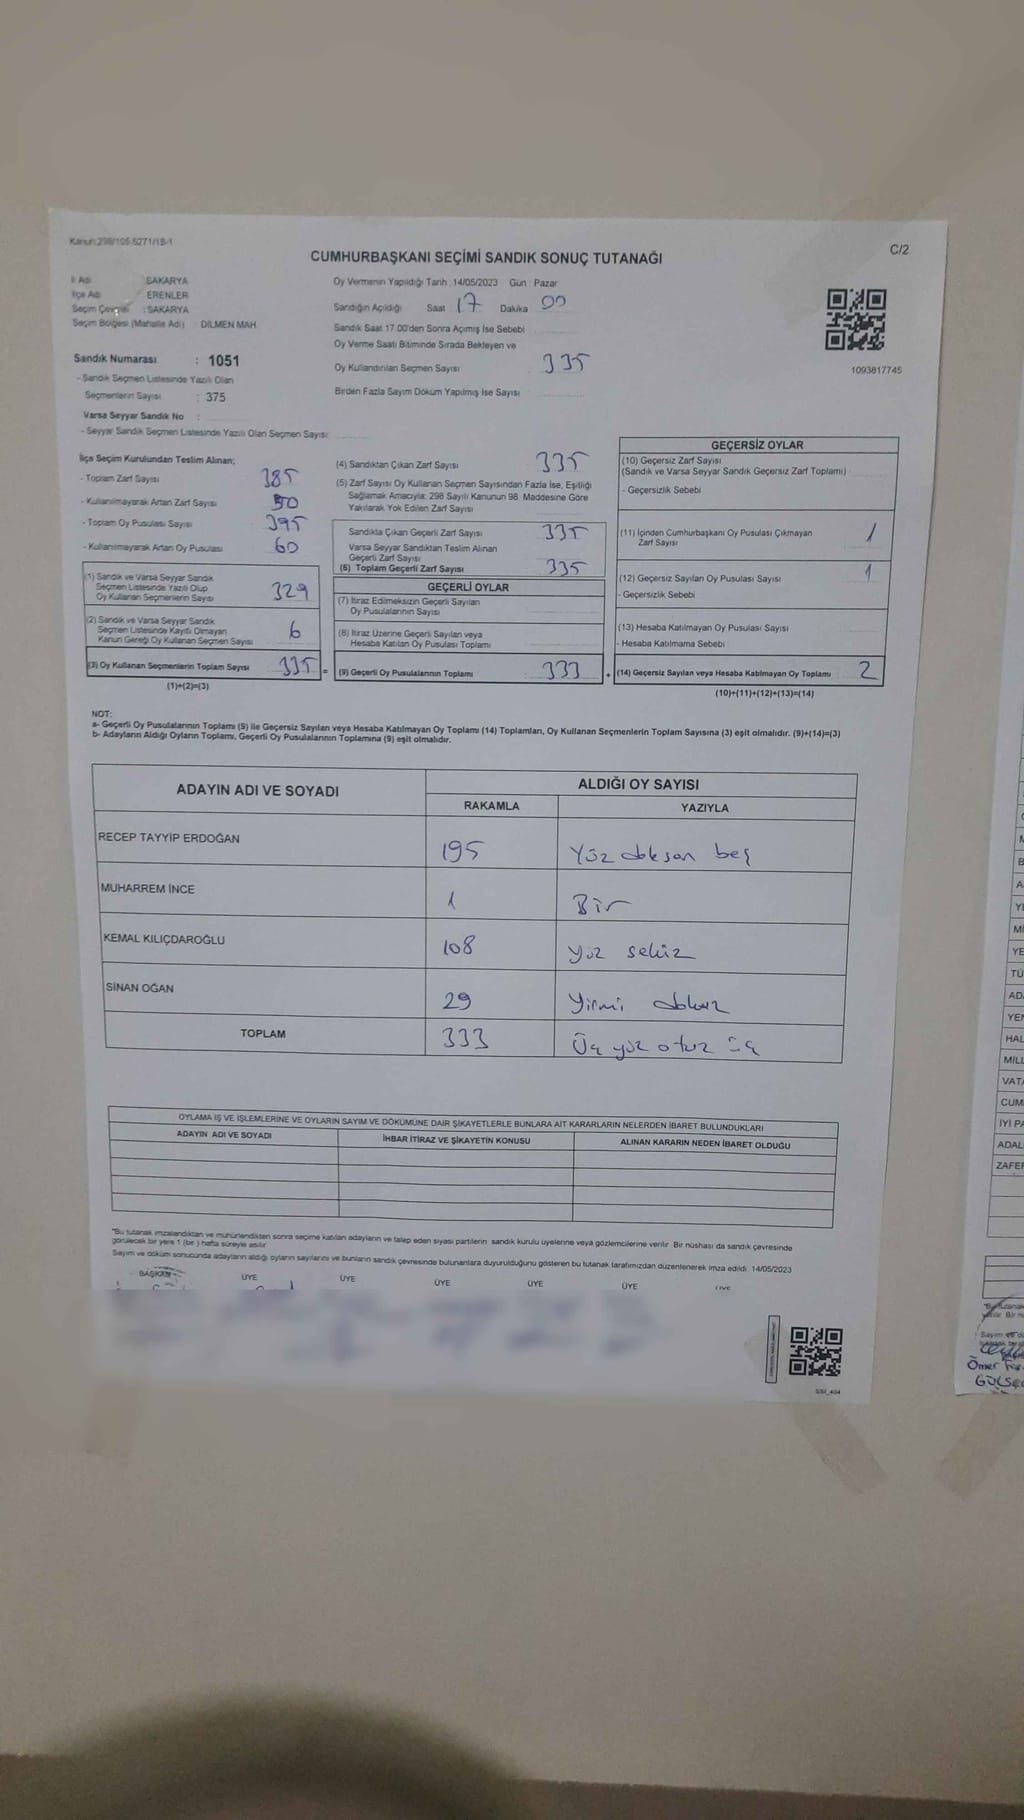 Kanun:298/105 6271/18-1
C/2
CUMHURBAŞKANI SEÇİMİ SANDIK SONUÇ TUTANAĞI
İl Adı SAKARYA
İlçe Adı ERENLER
Seçim Çevresi : SAKARYA
Seçim Bölgesi (Mahalle Adı) DİLMEN MAH.
Oy Vermenin Yapıldığı Tarih 14/05/2023 Gün : Pazar
Sandığın Açıldığı Saat 17 Dakika 00
Sandık Saat 17.00'den Sonra Açımış İse Sebebi
Oy Verme Saati Bitiminde Sırada Bekleyen ve
Oy Kullandırılan Seçmen Sayısı 335
Birden Fazla Sayım Döküm Yapılmış İse Sayısı
1093817745
Sandık Numarası : 1051
- Sandık Seçmen Listesinde Yazılı Olan
Seçmenlerin Sayısı : 375
Varsa Seyyar Sandık No :
- Seyyar Sandık Seçmen Listesinde Yazılı Olan Seçmen Sayısı
İlçe Seçim Kurulundan Teslim Alınan;
- Toplam Zarf Sayısı 385
- Kullanılmayarak Artan Zarf Sayısı 50
- Toplam Oy Pusulası Sayısı 395
- Kullanılmayarak Artan Oy Pusulası 60
(1) Sandık ve Varsa Seyyar Sandık
Seçmen Listesinde Yazılı Olup
Oy Kullanan Seçmenlerin Sayısı 329
(2) Sandık ve Varsa Seyyar Sandık
Seçmen Listesinde Kayıtlı Olmayan
Kanun Gereği Oy Kullanan Seçmen Sayısı 6
(3) Oy Kullanan Seçmenlerin Toplam Sayısı 335 =
(1)+(2)=(3)
(4) Sandıktan Çıkan Zarf Sayısı 335
(5) Zarf Sayısı Oy Kullanan Seçmen Sayısından Fazla İse, Eşitliği
Sağlamak Amacıyla; 298 Sayılı Kanunun 98. Maddesine Göre
Yakılarak Yok Edilen Zarf Sayısı
Sandıkta Çıkan Geçerli Zarf Sayısı 335
Varsa Seyyar Sandıktan Teslim Alınan
Geçerli Zarf Sayısı
(6) Toplam Geçerli Zarf Sayısı 335
GEÇERLİ OYLAR
(7) İtiraz Edilmeksizin Geçerli Sayılan
Oy Pusulalarının Sayısı
(8) İtiraz Üzerine Geçerli Sayılan veya
Hesaba Katılan Oy Pusulası Toplamı
(9) Geçerli Oy Pusulalarının Toplamı 333 +
GEÇERSİZ OYLAR
(10) Geçersiz Zarf Sayısı
(Sandık ve Varsa Seyyar Sandık Geçersiz Zarf Toplamı)
- Geçersizlik Sebebi
(11) İçinden Cumhurbaşkanı Oy Pusulası Çıkmayan
Zarf Sayısı 1
(12) Geçersiz Sayılan Oy Pusulası Sayısı 1
- Geçersizlik Sebebi
(13) Hesaba Katılmayan Oy Pusulası Sayısı
- Hesaba Katılmama Sebebi
(14) Geçersiz Sayılan veya Hesaba Katılmayan Oy Toplamı 2
(10)+(11)+(12)+(13)=(14)
NOT:
a- Geçerli Oy Pusulalarının Toplamı (9) ile Geçersiz Sayılan veya Hesaba Katılmayan Oy Toplamı (14) Toplamları, Oy Kullanan Seçmenlerin Toplam Sayısına (3) eşit olmalıdır. (9)+(14)=(3)
b- Adayların Aldığı Oyların Toplamı, Geçerli Oy Pusulalarının Toplamına (9) eşit olmalıdır.
ADAYIN ADI VE SOYADI
ALDIĞI OY SAYISI
RAKAMLA YAZIYLA
RECEP TAYYİP ERDOĞAN 195 Yüz doksan beş
MUHARREM İNCE 1 Bir
KEMAL KILIÇDAROĞLU 108 yüz sekiz
SİNAN OĞAN 29 Yirmi dokuz
TOPLAM 333 Üç yüz otuz üç
OYLAMA İŞ VE İŞLEMLERİNE VE OYLARIN SAYIM VE DÖKÜMÜNE DAİR ŞİKAYETLERLE BUNLARA AİT KARARLARIN NELERDEN İBARET BULUNDUKLARI
ADAYIN ADI VE SOYADI İHBAR İTİRAZ VE ŞİKAYETİN KONUSU ALINAN KARARIN NEDEN İBARET OLDUĞU
*Bu tutanak imzalandıktan ve mühürlendikten sonra seçime katılan adayların ve talep eden siyasi partilerin sandık kurulu üyelerine veya gözlemcilerine verilir. Bir nüshası da sandık çevresinde
görülecek bir yere 1 (bir ) hafta süreyle asılır.
Sayım ve döküm sonucunda adayların aldığı oyların sayılarını ve bunların sandık çevresinde bulunanlara duyurulduğunu gösteren bu tutanak tarafımızdan düzenlenerek imza edildi. 14/05/2023
BAŞKAN ÜYE ÜYE ÜYE ÜYE ÜYE ÜYE
HAL
VAT
CUM
İYİ PA
ADAL
ZAFER
Ömer